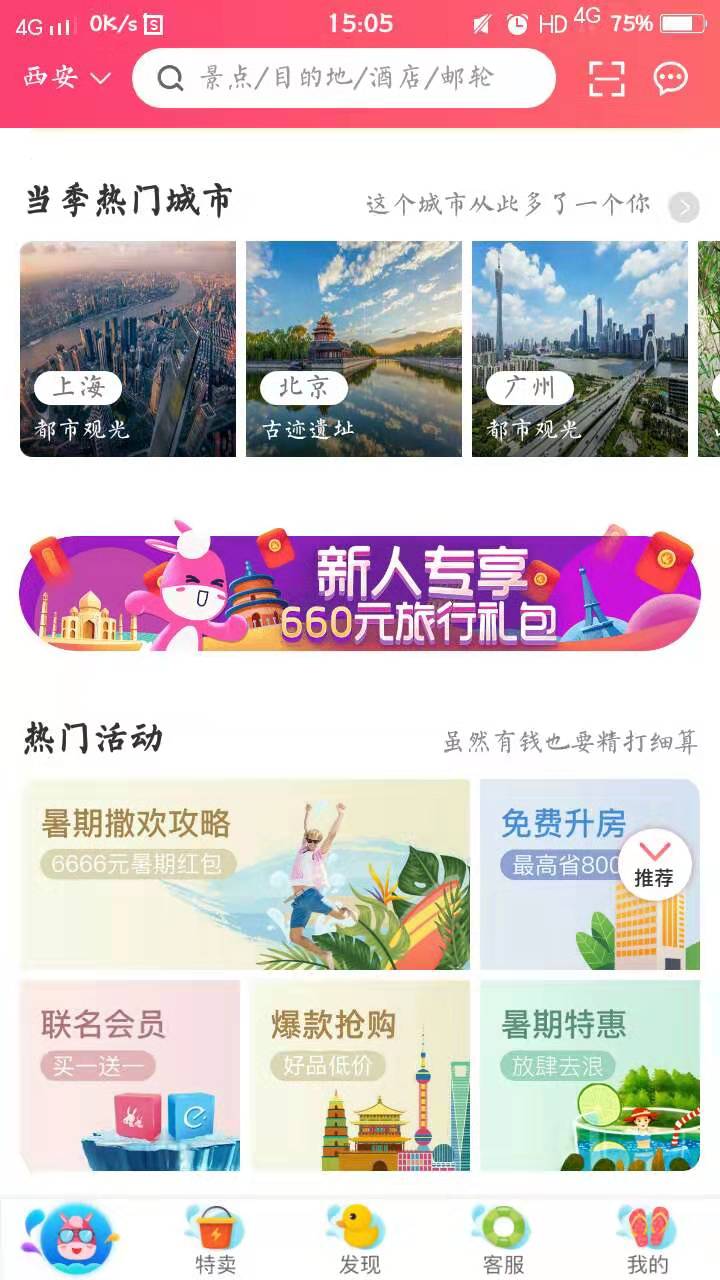 4G 0K/s 15:05 HD 4G 75%
西安 景点/目的地/酒店/邮轮
当季热门城市 这个城市从此多了一个你
上海 北京 广州
都市观光 古迹遗址 都市观光
新人专享
660元旅行礼包
热门活动 虽然有钱也要精打细算
暑期撒欢攻略 免费升房
6666元暑期红包 最高省800
推荐
联名会员 爆款抢购 暑期特惠
买一送一 好品低价 放肆去浪
特卖 发现 客服 我的